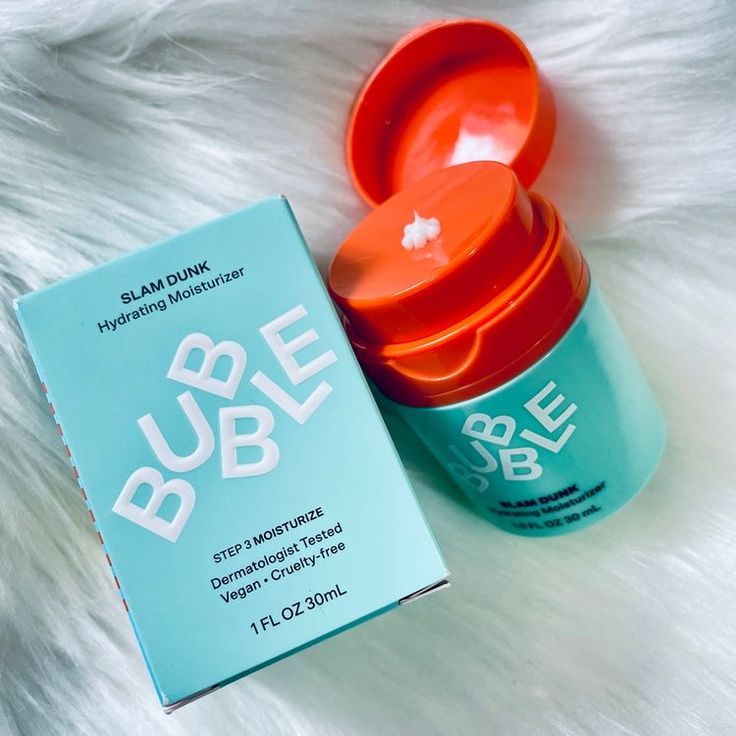 SLAM DUNK
Hydrating Moisturizer
BUBBLE
STEP 3 MOISTURIZE
Dermatologist Tested
Vegan • Cruelty-free
1 FL OZ 30mL
BUBBLE
SLAM DUNK
Hydrating Moisturizer
1.0 FL OZ 30 mL